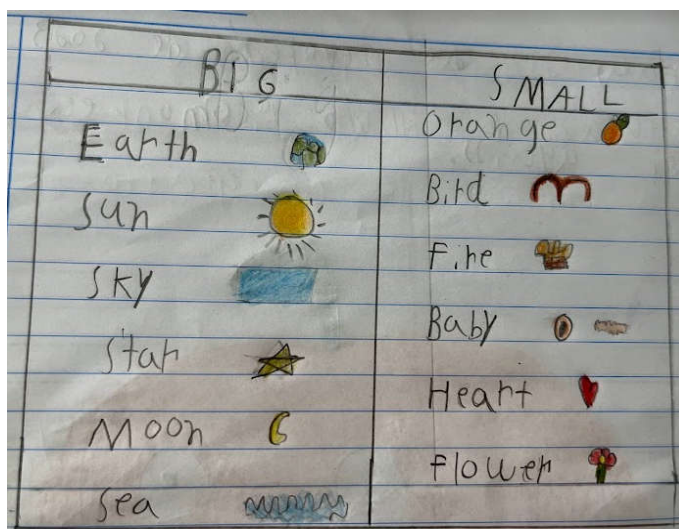 BIG
SMALL
Earth
Orange
Sun
Bird
Sky
Fire
Star
Baby
Moon
Heart
Sea
flower